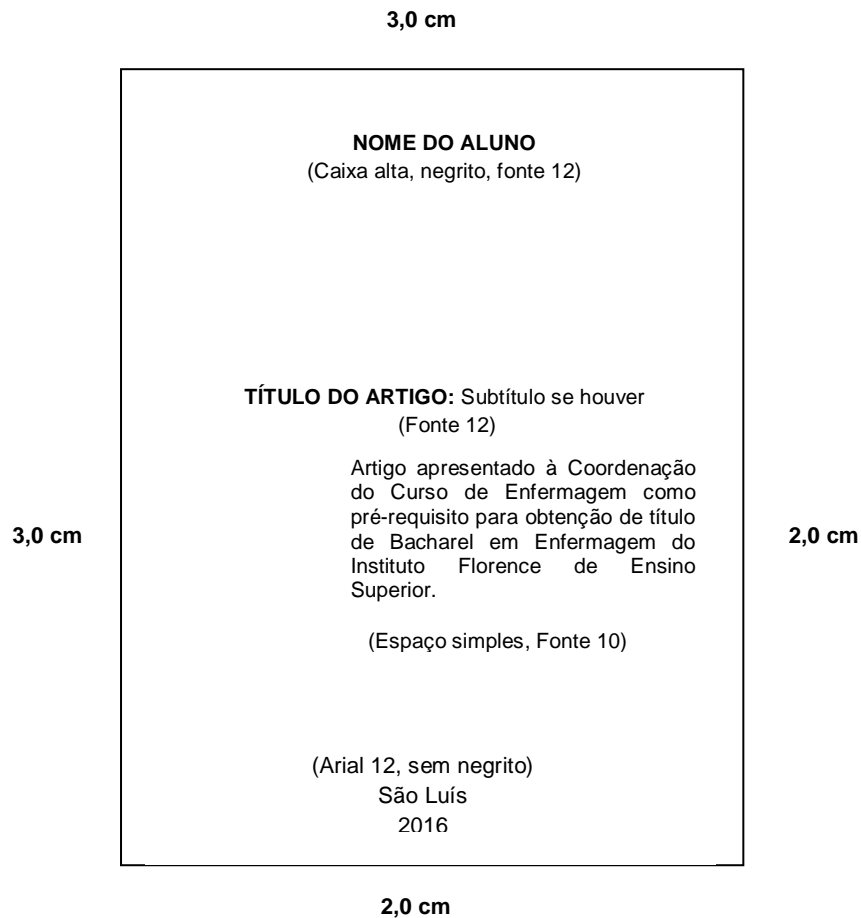 3,0 cm
NOME DO ALUNO
(Caixa alta, negrito, fonte 12)
TÍTULO DO ARTIGO: Subtítulo se houver
(Fonte 12)
Artigo apresentado à Coordenação
do Curso de Enfermagem como
pré-requisito para obtenção de título
de Bacharel em Enfermagem do
Instituto Florence de Ensino
Superior.
3,0 cm
2,0 cm
(Espaço simples, Fonte 10)
(Arial 12, sem negrito)
São Luís
2016
2,0 cm